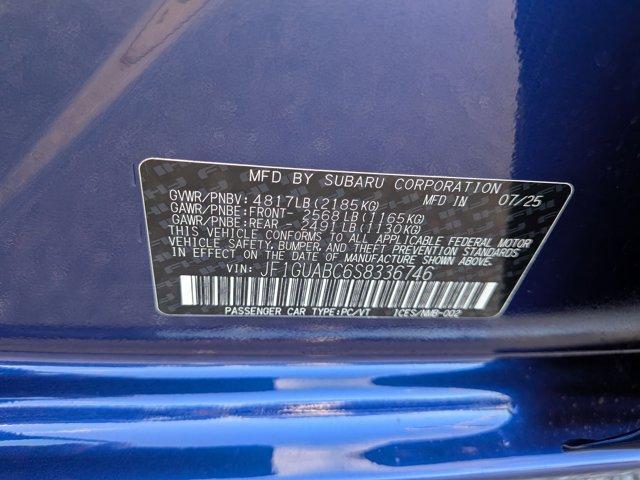 MFD BY SUBARU CORPORATION
GVWR/PNBV: 4817LB(2185KG) MFD IN 07/25
GAWR/PNBE:FRONT- 2568LB(1165KG)
GAWR/PNBE:REAR - 2491LB(1130KG)
THIS VEHICLE CONFORMS TO ALL APPLICABLE FEDERAL MOTOR
VEHICLE SAFETY, BUMPER, AND THEFT PREVENTION STANDARDS
IN EFFECT ON THE DATE OF MANUFACTURE SHOWN ABOVE.
VIN: JF1GUABC6S8336746
PASSENGER CAR TYPE:PC/VT ICES/NMB-002